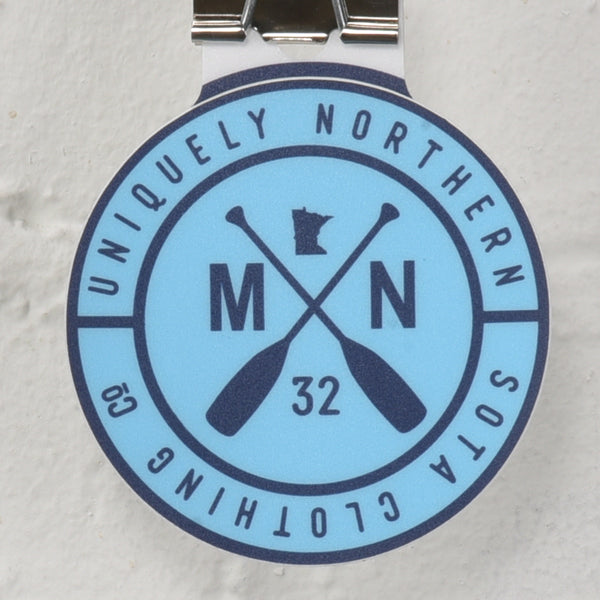 UNIQUELY NORTHERN
M N
32
SOTA CLOTHING CO